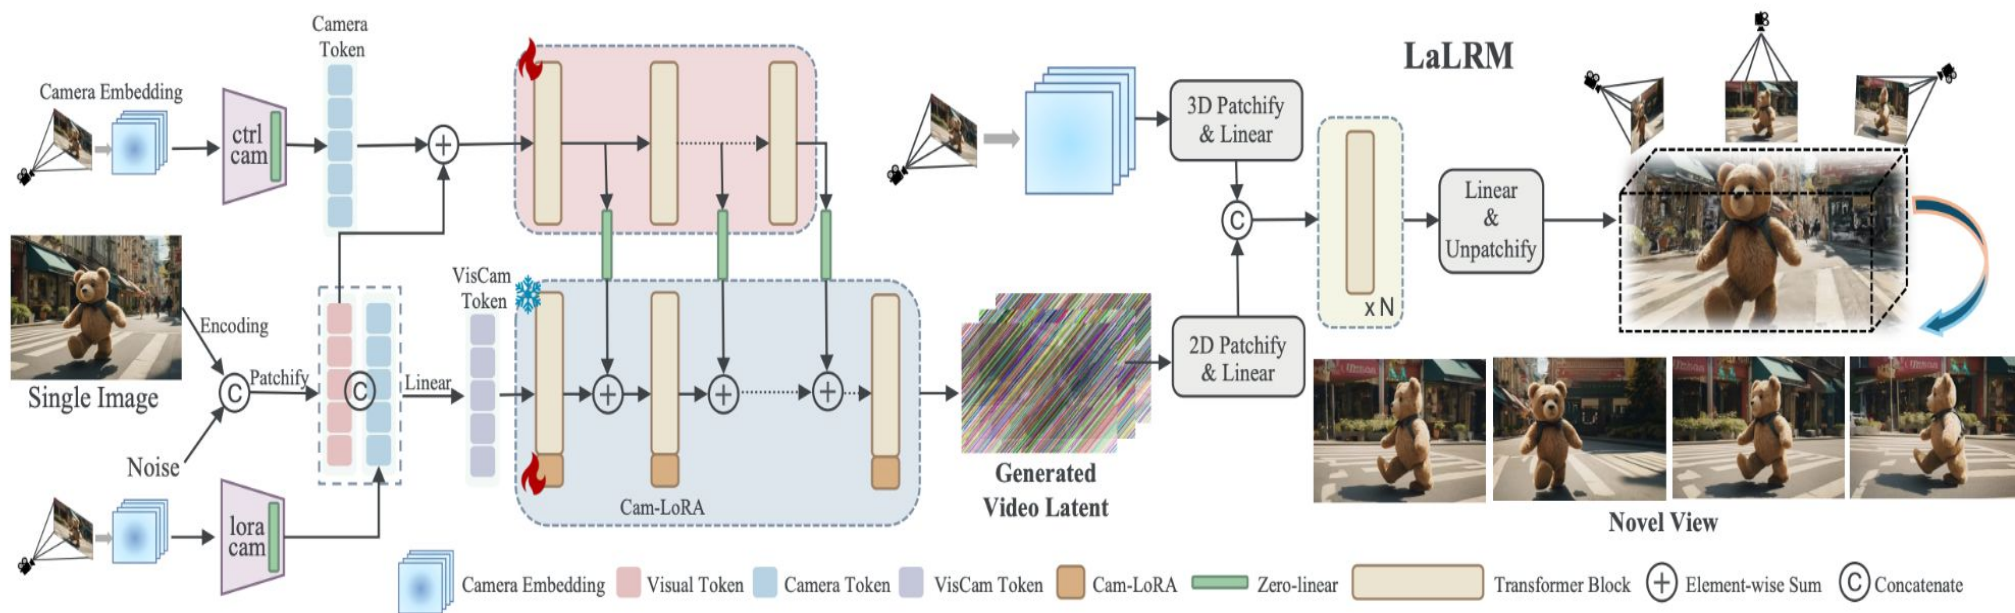 Camera
Token
Camera Embedding
ctrl
cam
Encoding
Single Image
Patchify
Noise
lora
cam
Linear
VisCam
Token
Cam-LoRA
Generated
Video Latent
3D Patchify
& Linear
C
2D Patchify
& Linear
x N
Linear
&
Unpatchify
LaLRM
Novel View
Camera Embedding
Visual Token
Camera Token
VisCam Token
Cam-LoRA
Zero-linear
Transformer Block
Element-wise Sum
C
Concatenate